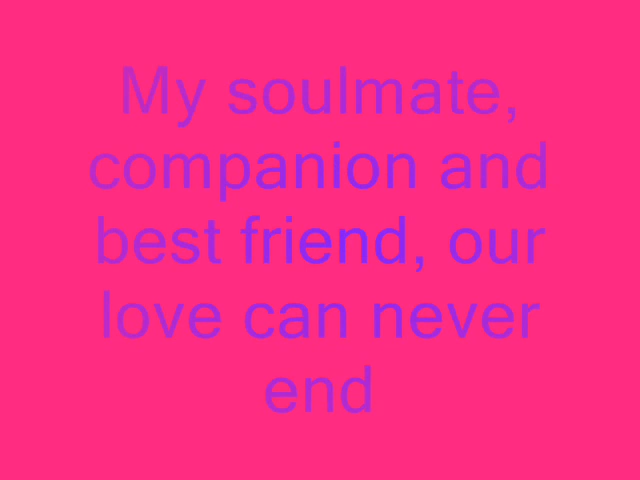 My soulmate,
companion and
best friend, our
love can never
end